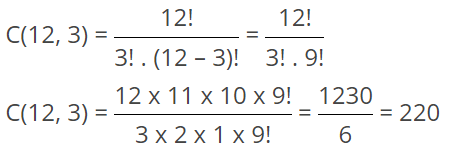 C(12, 3) = 12! / 3! . (12 – 3)! = 12! / 3! . 9!
C(12, 3) = 12 x 11 x 10 x 9! / 3 x 2 x 1 x 9! = 1230 / 6 = 220